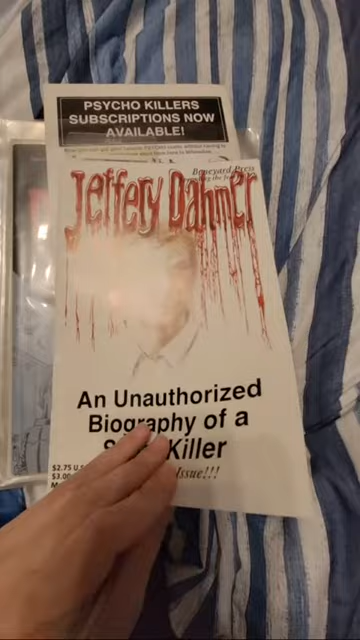 PSYCHO KILLERS
SUBSCRIPTIONS NOW
AVAILABLE!
Boneyard Press
Jeffery Dahmer
An Unauthorized
Biography of a
Killer
$2.75 U.S.
$3.00
Issue!!!